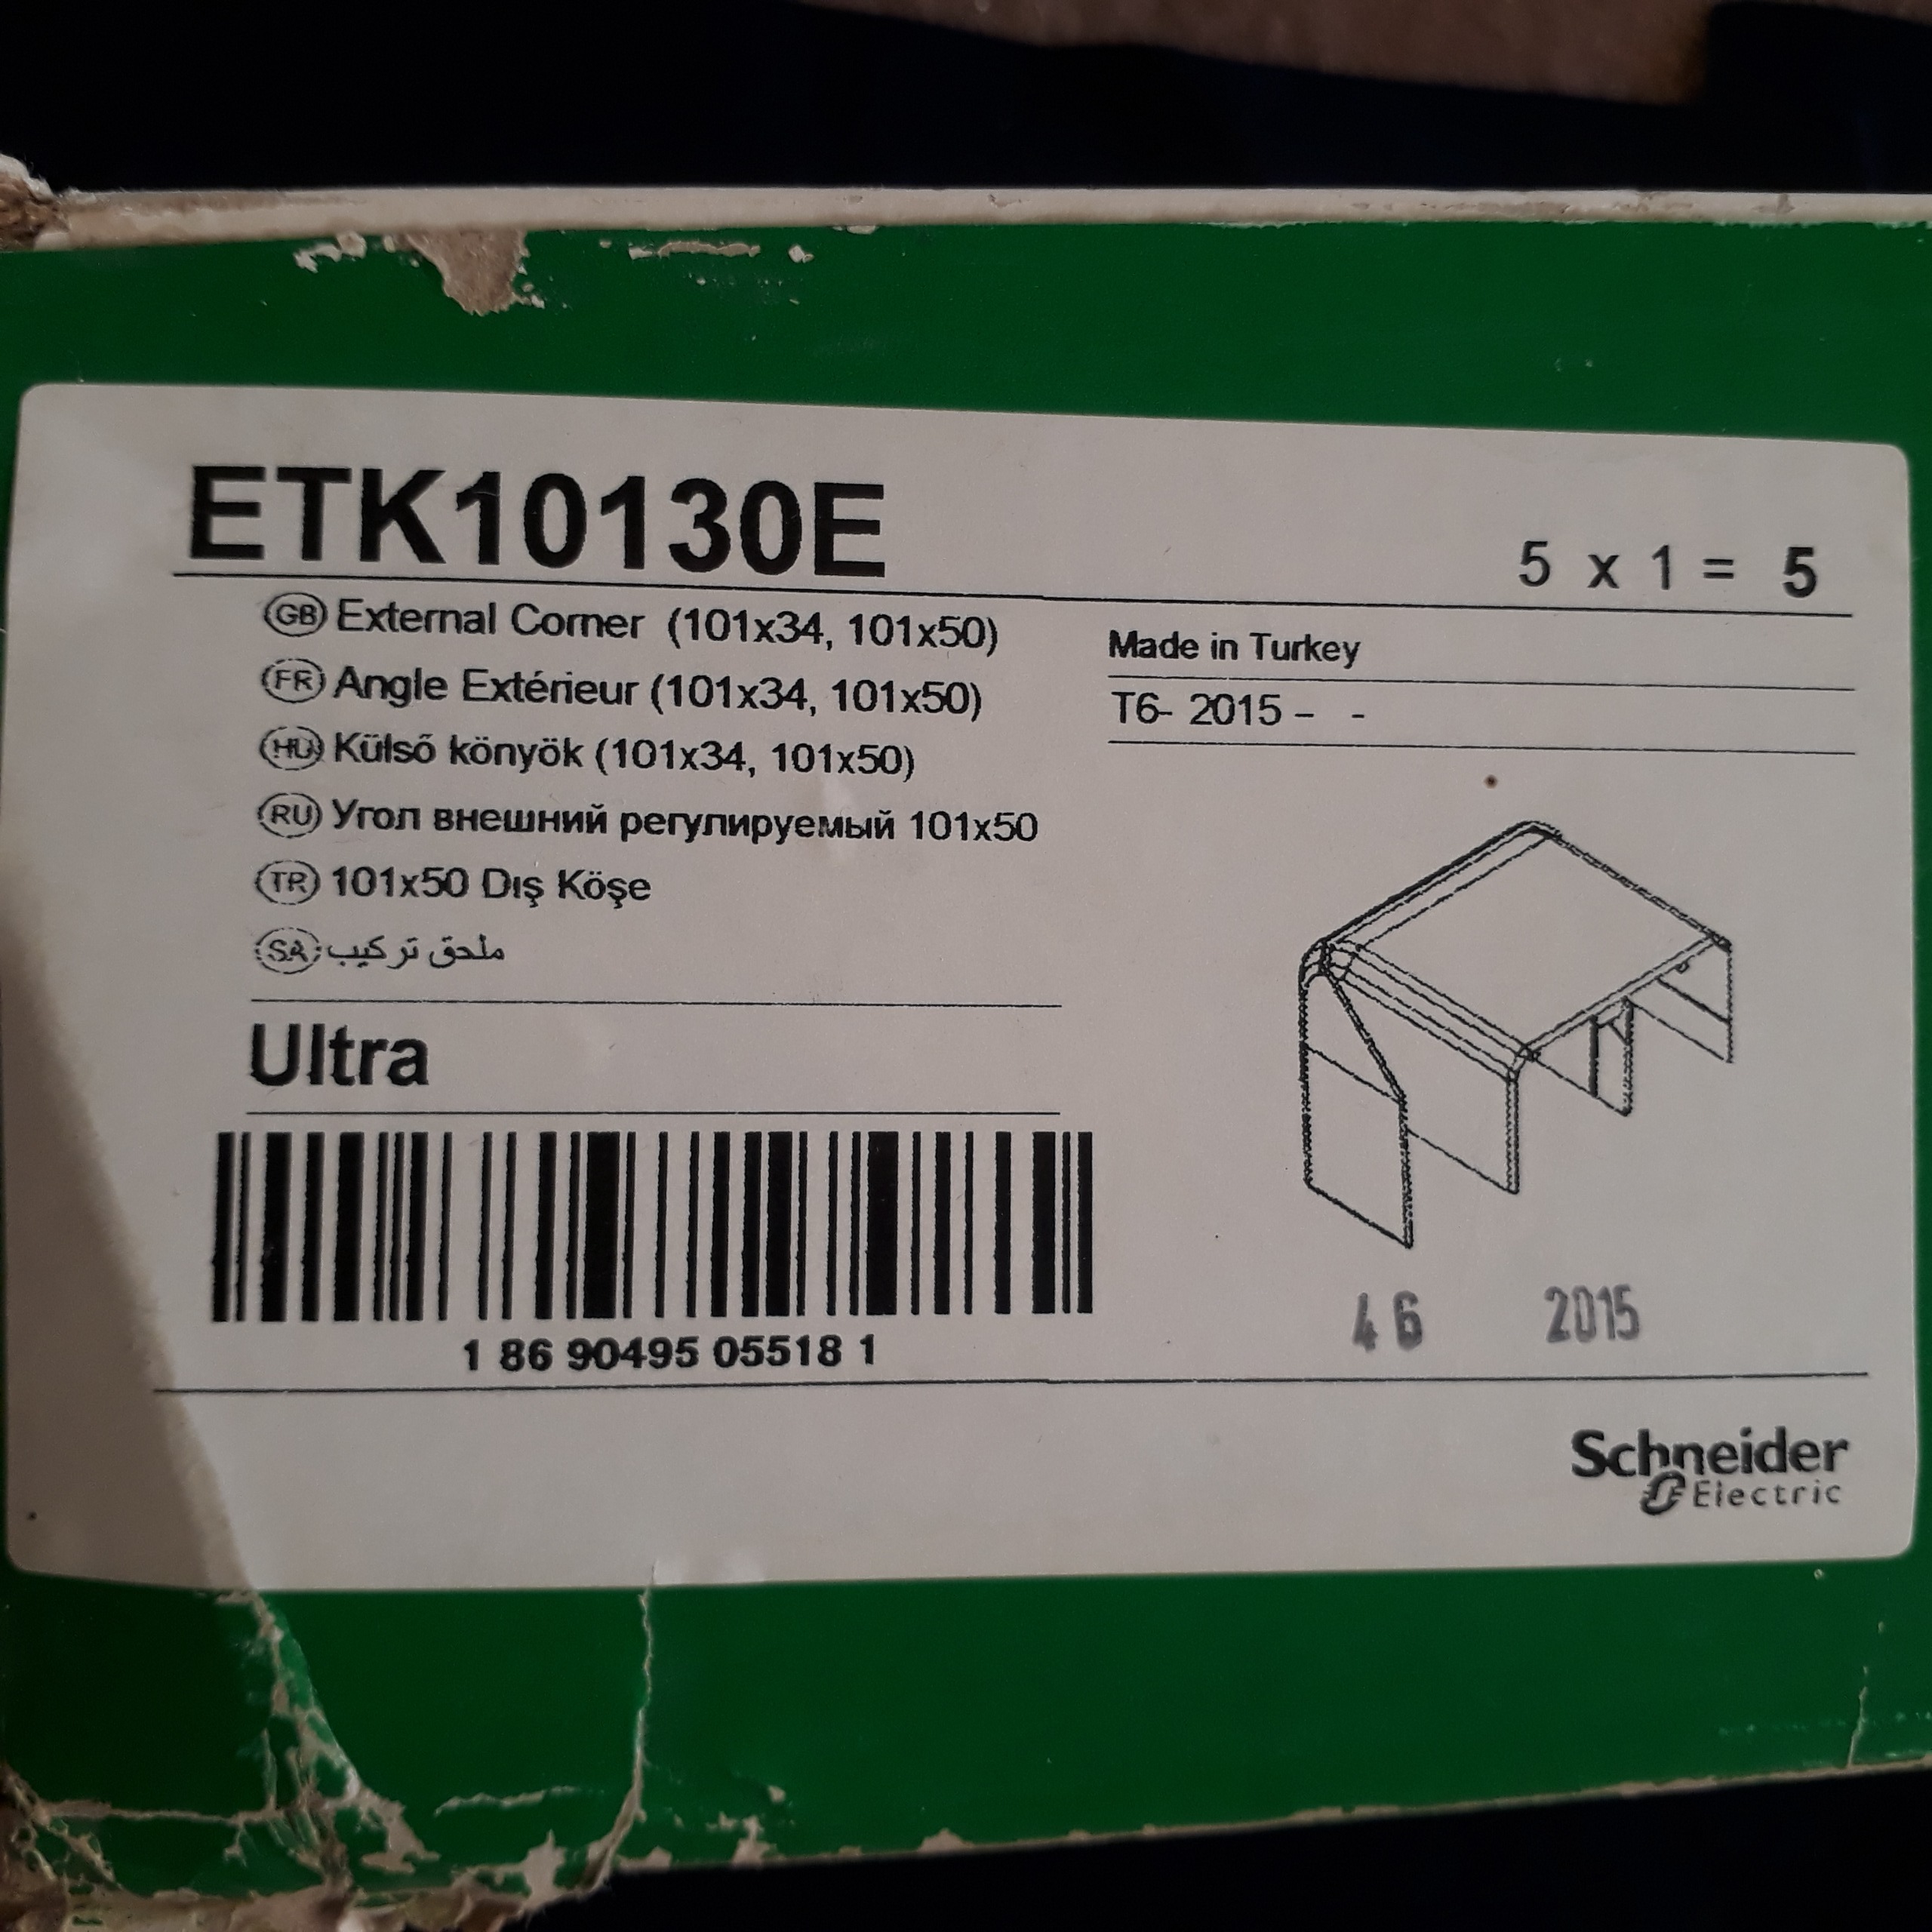 ETK10130E
5 x 1 = 5
GB External Corner (101x34, 101x50)
FR Angle Extérieur (101x34, 101x50)
HU Külső könyök (101x34, 101x50)
RU Угол внешний регулируемый 101x50
TR 101x50 Dış Köşe
SA ملحق تركيب
Made in Turkey
T6- 2015 - -
Ultra
1 86 90495 05518 1
46 2015
Schneider
Electric